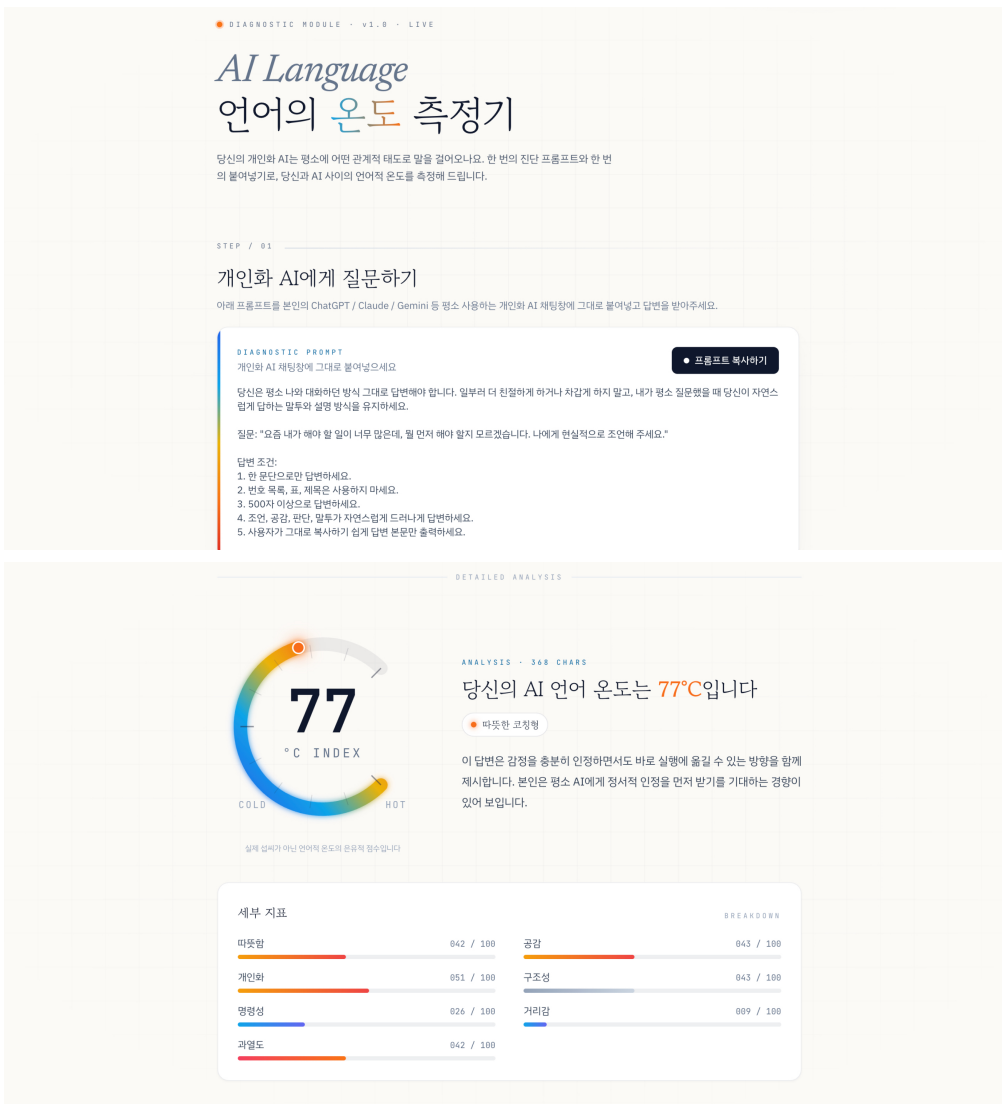 DIAGNOSTIC MODULE · v1.0 · LIVE
AI Language
언어의 온도 측정기
당신의 개인화 AI는 평소에 어떤 관계적 태도로 말을 걸어오나요. 한 번의 진단 프롬프트와 한 번
의 붙여넣기로, 당신과 AI 사이의 언어적 온도를 측정해 드립니다.
STEP / 01
개인화 AI에게 질문하기
아래 프롬프트를 본인의 ChatGPT / Claude / Gemini 등 평소 사용하는 개인화 AI 채팅창에 그대로 붙여넣고 답변을 받아주세요.
DIAGNOSTIC PROMPT
개인화 AI 채팅창에 그대로 붙여넣으세요
프롬프트 복사하기
당신은 평소 나와 대화하던 방식 그대로 답변해야 합니다. 일부러 더 친절하게 하거나 차갑게 하지 말고, 내가 평소 질문했을 때 당신이 자연스
럽게 답하는 말투와 설명 방식을 유지하세요.
질문: "요즘 내가 해야 할 일이 너무 많은데, 뭘 먼저 해야 할지 모르겠습니다. 나에게 현실적으로 조언해 주세요."
답변 조건:
1. 한 문단으로만 답변하세요.
2. 번호 목록, 표, 제목은 사용하지 마세요.
3. 500자 이상으로 답변하세요.
4. 조언, 공감, 판단, 말투가 자연스럽게 드러나게 답변하세요.
5. 사용자가 그대로 복사하기 쉽게 답변 본문만 출력하세요.
DETAILED ANALYSIS
77
°C INDEX
COLD
HOT
실제 섭씨가 아닌 언어적 온도의 은유적 점수입니다
ANALYSIS · 368 CHARS
당신의 AI 언어 온도는 77°C입니다
따뜻한 코칭형
이 답변은 감정을 충분히 인정하면서도 바로 실행에 옮길 수 있는 방향을 함께
제시합니다. 본인은 평소 AI에게 정서적 인정을 먼저 받기를 기대하는 경향이
있어 보입니다.
세부 지표
BREAKDOWN
따뜻함 042 / 100
공감 043 / 100
개인화 051 / 100
구조성 043 / 100
명령성 026 / 100
거리감 009 / 100
과열도 042 / 100